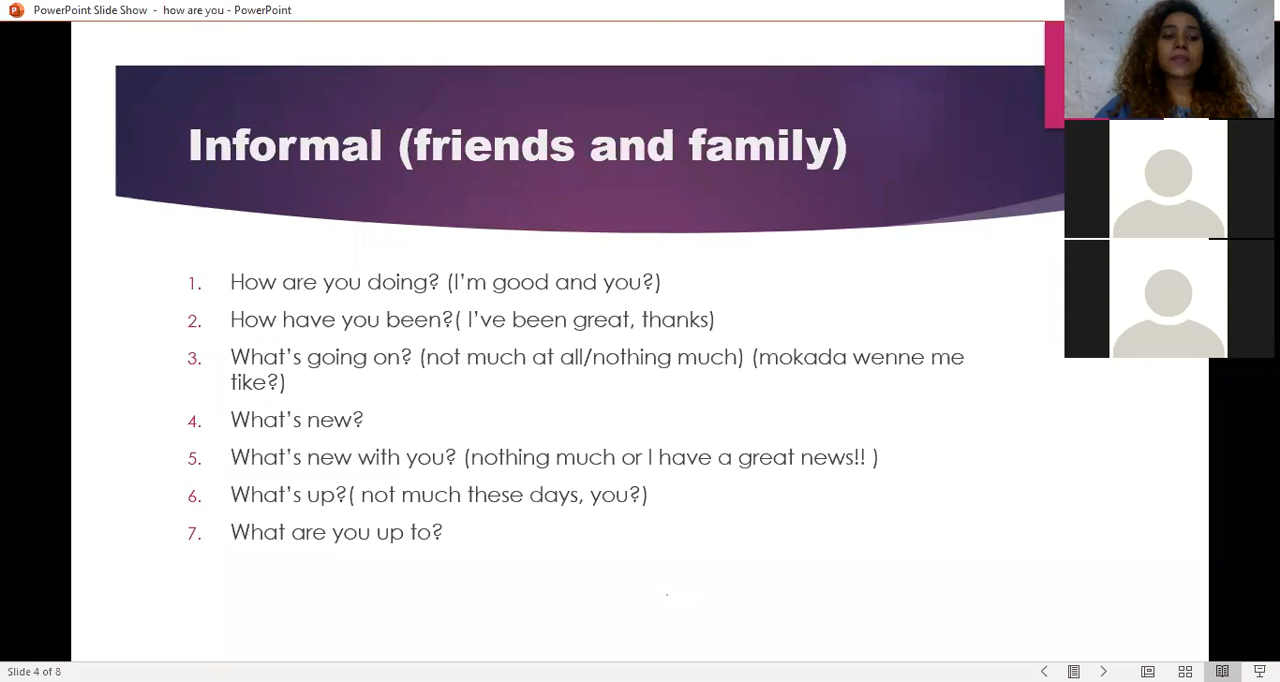 PowerPoint Slide Show - how are you - PowerPoint
Informal (friends and family)
1. How are you doing? (I'm good and you?)
2. How have you been?( I've been great, thanks)
3. What's going on? (not much at all/nothing much) (mokada wenne me
tike?)
4. What's new?
5. What's new with you? (nothing much or I have a great news!! )
6. What's up?( not much these days, you?)
7. What are you up to?
Slide 4 of 8